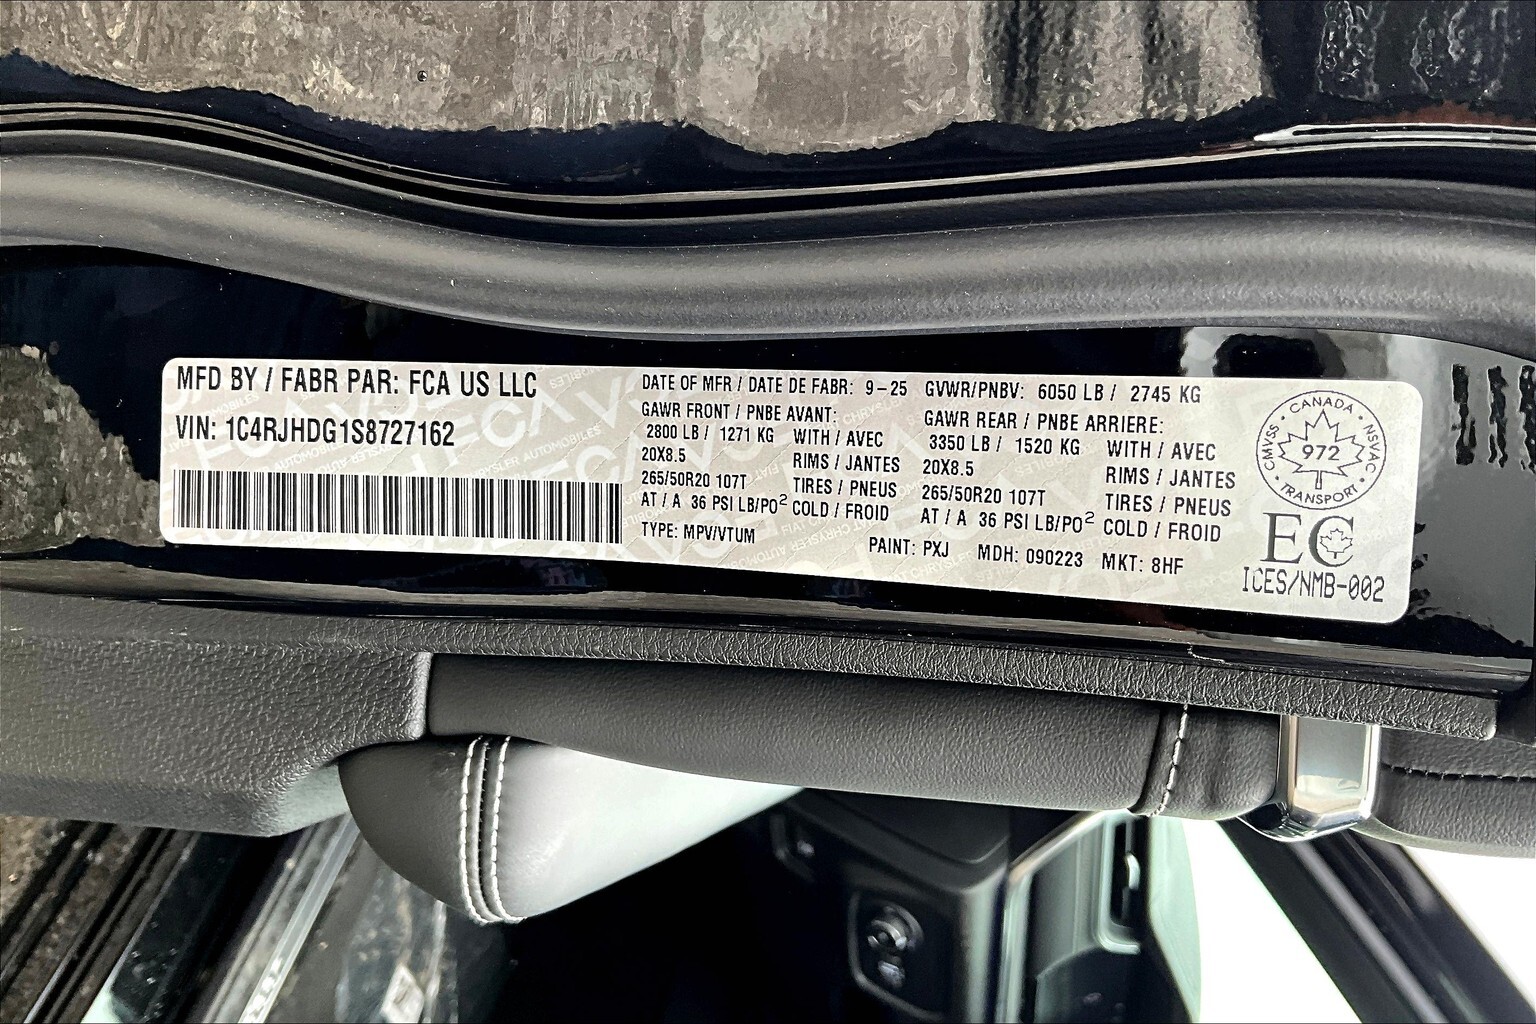 MFD BY / FABR PAR: FCA US LLC
VIN: 1C4RJHDG1S8727162
DATE OF MFR / DATE DE FABR: 9-25 GVWR/PNBV: 6050 LB / 2745 KG
GAWR FRONT / PNBE AVANT:
2800 LB / 1271 KG WITH / AVEC
20X8.5 RIMS / JANTES
265/50R20 107T TIRES / PNEUS
AT / A 36 PSI LB/PO² COLD / FROID
GAWR REAR / PNBE ARRIERE:
3350 LB / 1520 KG WITH / AVEC
20X8.5 RIMS / JANTES
265/50R20 107T TIRES / PNEUS
AT / A 36 PSI LB/PO² COLD / FROID
TYPE: MPV/VTUM
PAINT: PXJ MDH: 090223 MKT: 8HF
CANADA
CMVSS · NSVAC
972
TRANSPORT
EC
ICES/NMB-002